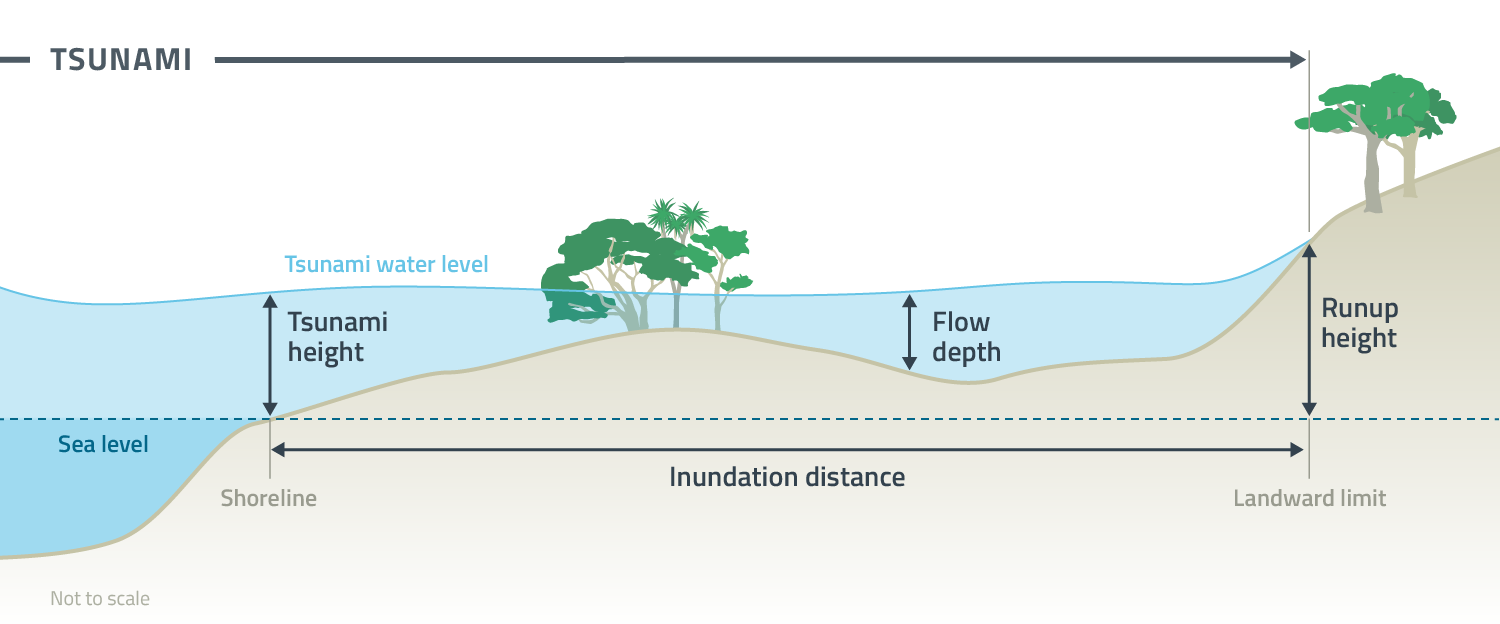 TSUNAMI
Tsunami water level
Tsunami
height
Flow
depth
Runup
height
Sea level
Inundation distance
Shoreline
Landward limit
Not to scale